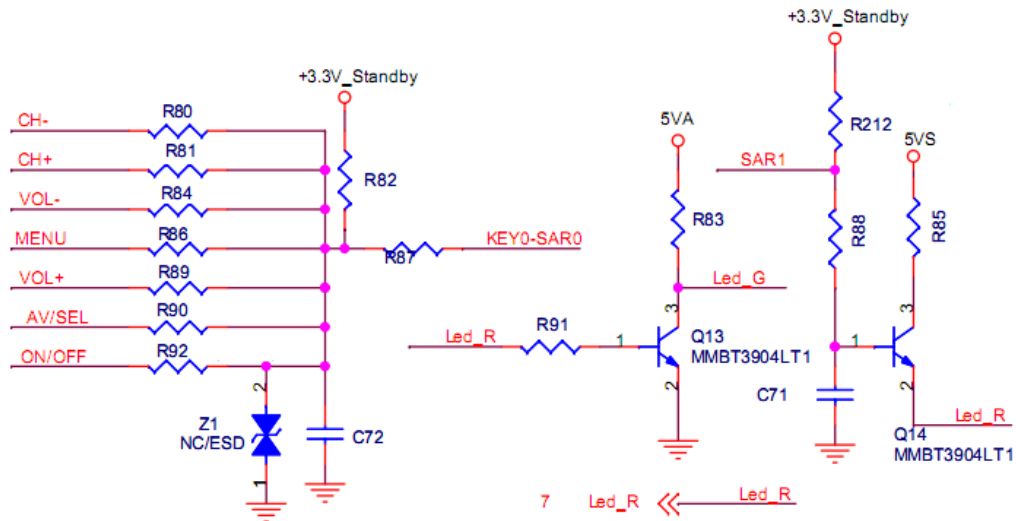 +3.3V_Standby
CH-
R80
CH+
R81
VOL-
R84
MENU
R86
VOL+
R89
AV/SEL
R90
ON/OFF
R92
+3.3V_Standby
R82
R87
KEY0-SAR0
2
Z1
NC/ESD
1
C72
5VA
R83
Led_G
3
Led_R
R91
1
Q13
MMBT3904LT1
2
R212
SAR1
R88
5VS
R85
3
1
C71
2
Led_R
Q14
MMBT3904LT1
7 Led_R
Led_R